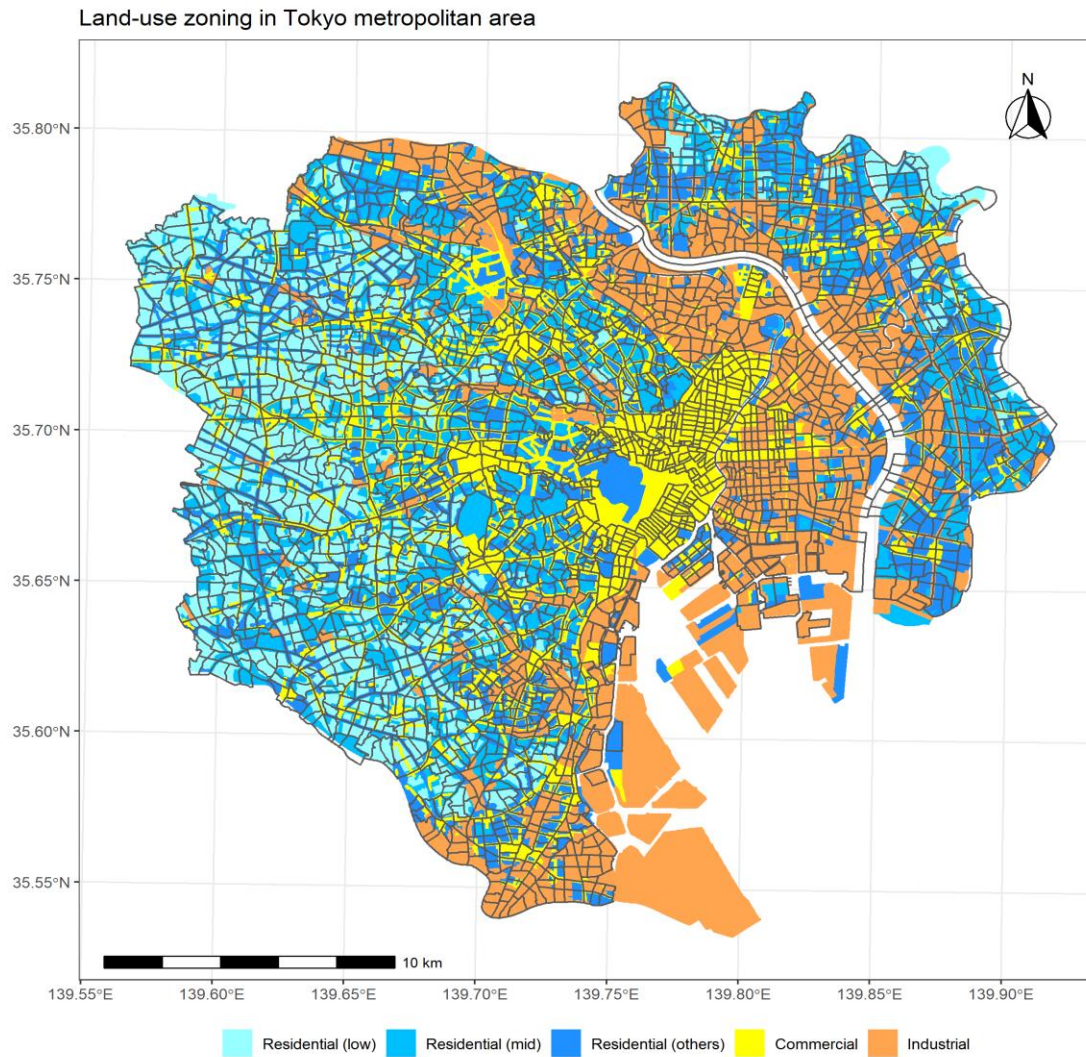 Land-use zoning in Tokyo metropolitan area
N
35.80°N
35.75°N
35.70°N
35.65°N
35.60°N
35.55°N
10 km
139.55°E 139.60°E 139.65°E 139.70°E 139.75°E 139.80°E 139.85°E 139.90°E
Residential (low) Residential (mid) Residential (others) Commercial Industrial